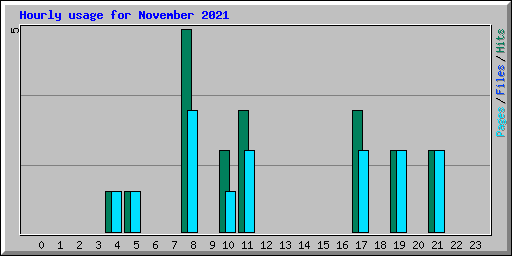 Hourly usage for November 2021
5
Pages/Files/Hits
0 1 2 3 4 5 6 7 8 9 10 11 12 13 14 15 16 17 18 19 20 21 22 23